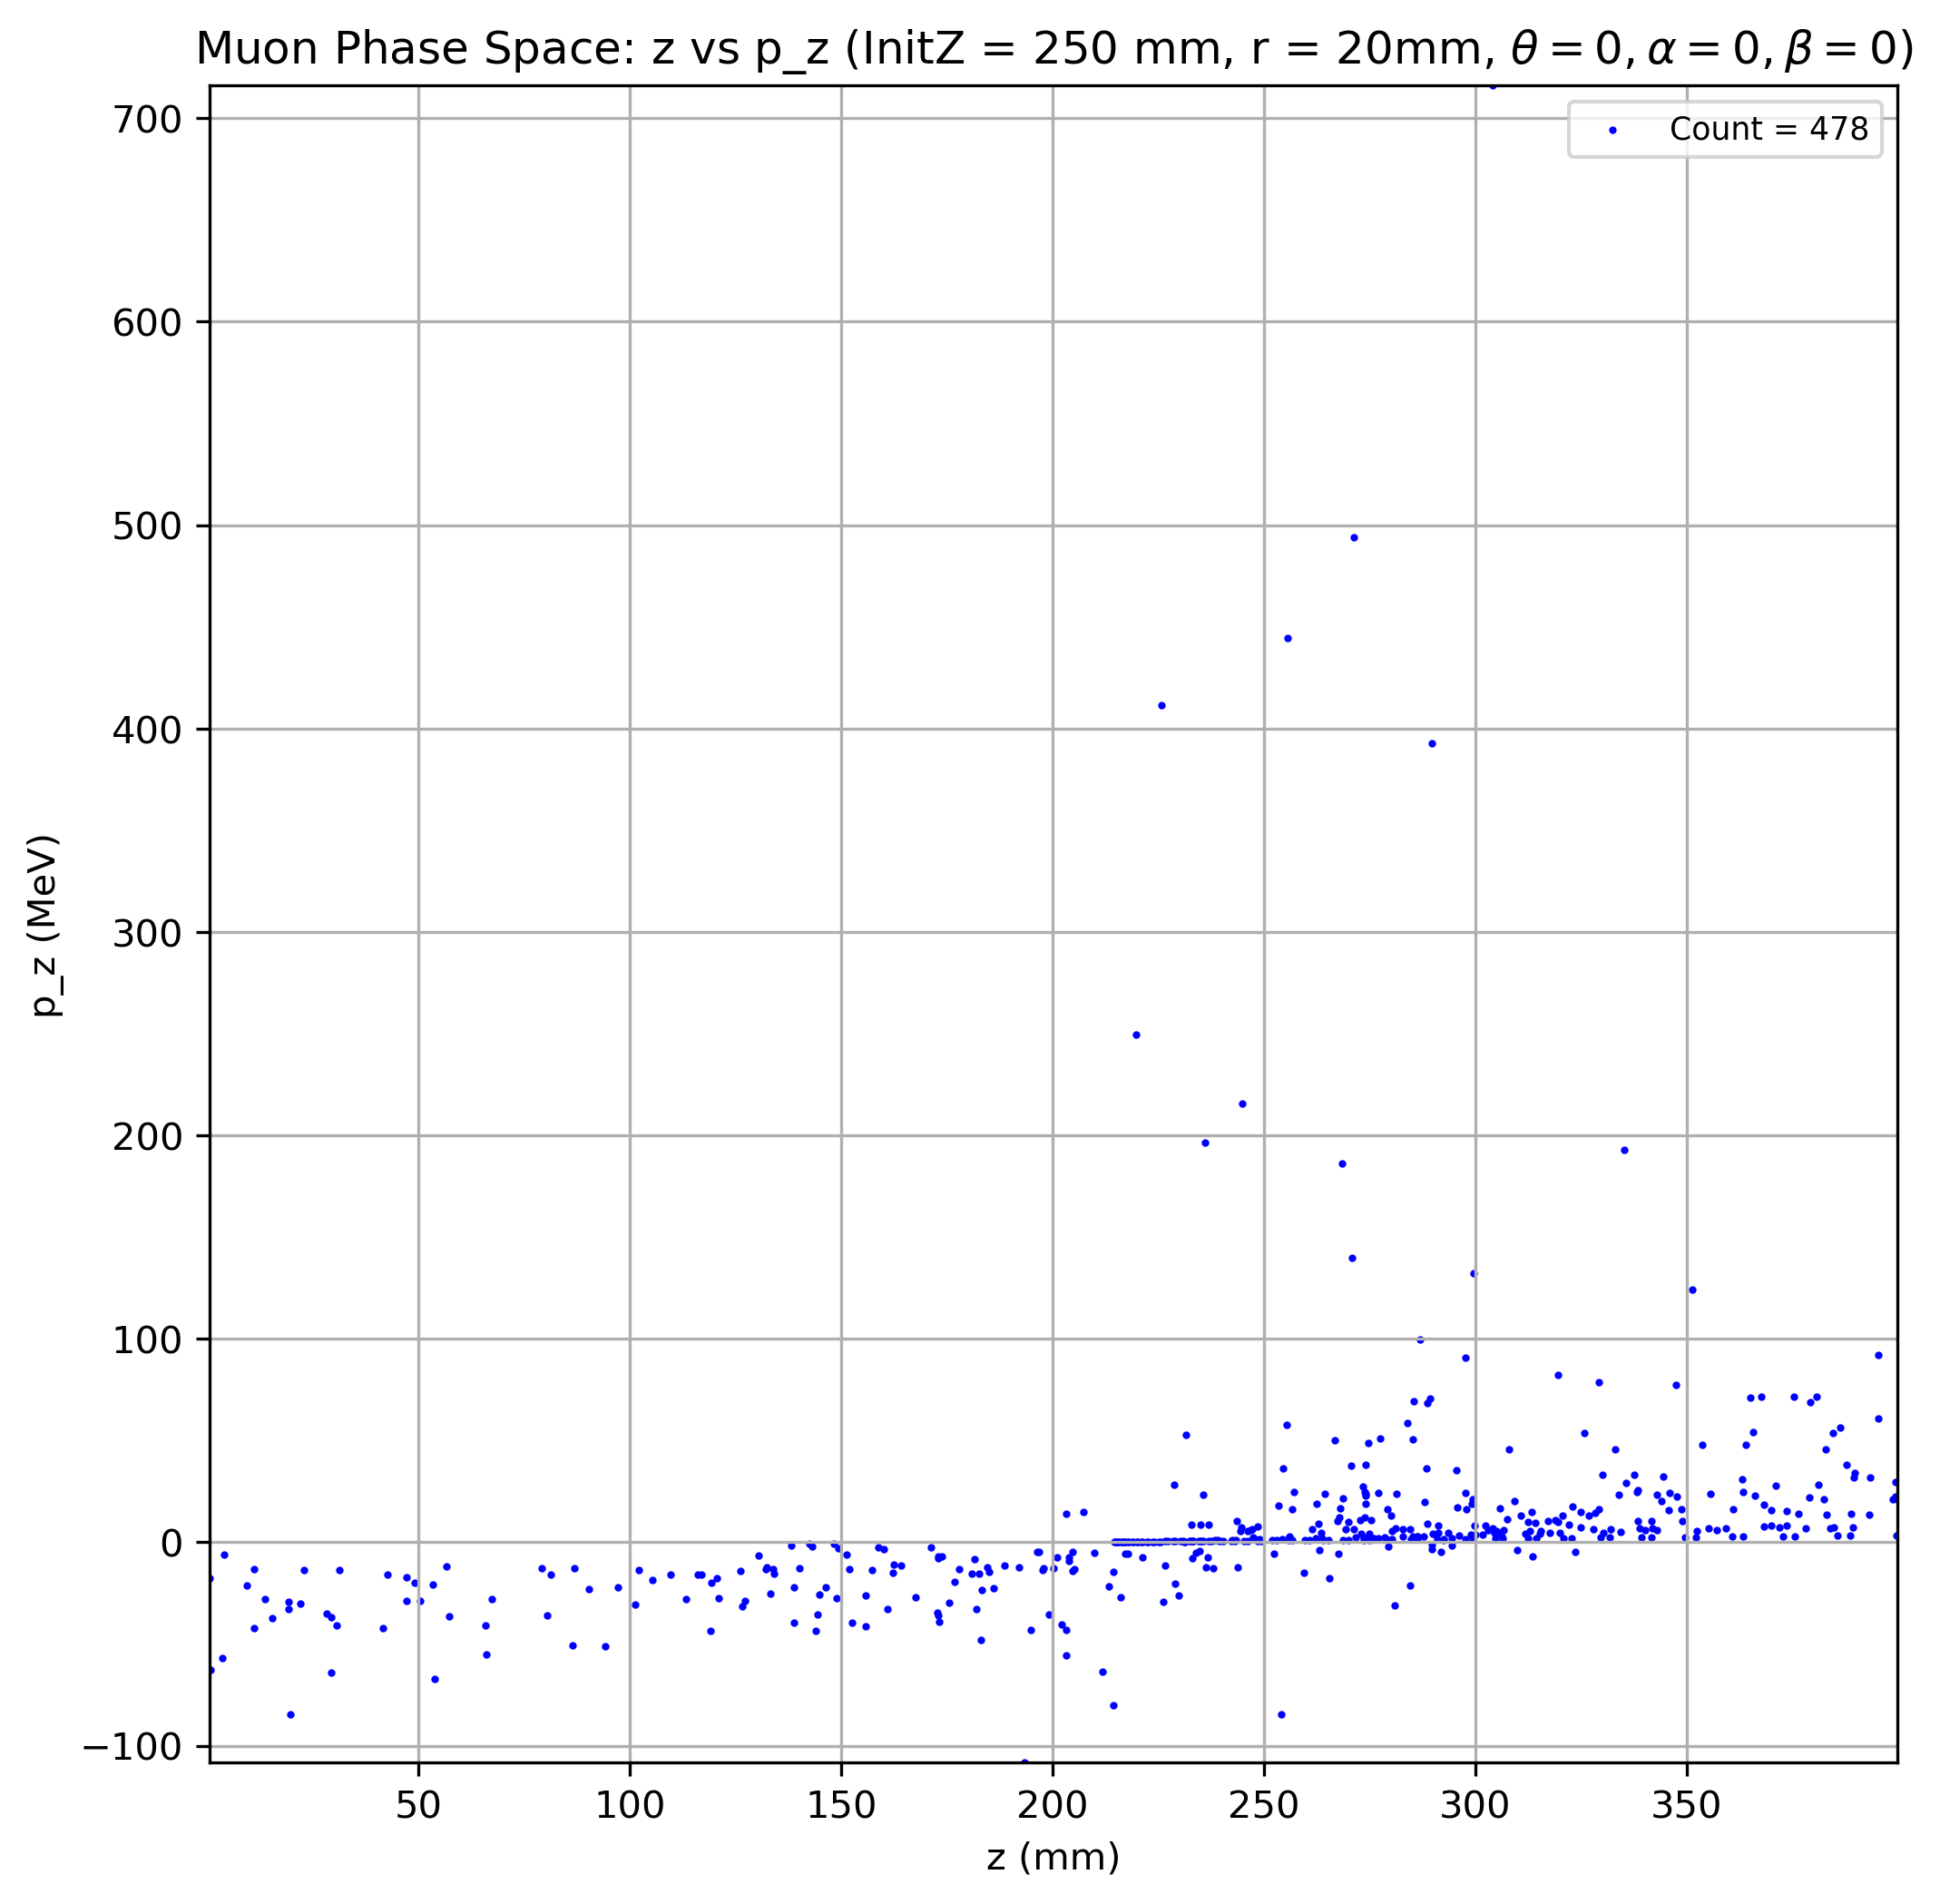 Muon Phase Space: z vs p_z (InitZ = 250 mm, r = 20mm, θ = 0, α = 0, β = 0)
Count = 478
700
600
500
400
300
200
100
0
−100
p_z (MeV)
50 100 150 200 250 300 350
z (mm)